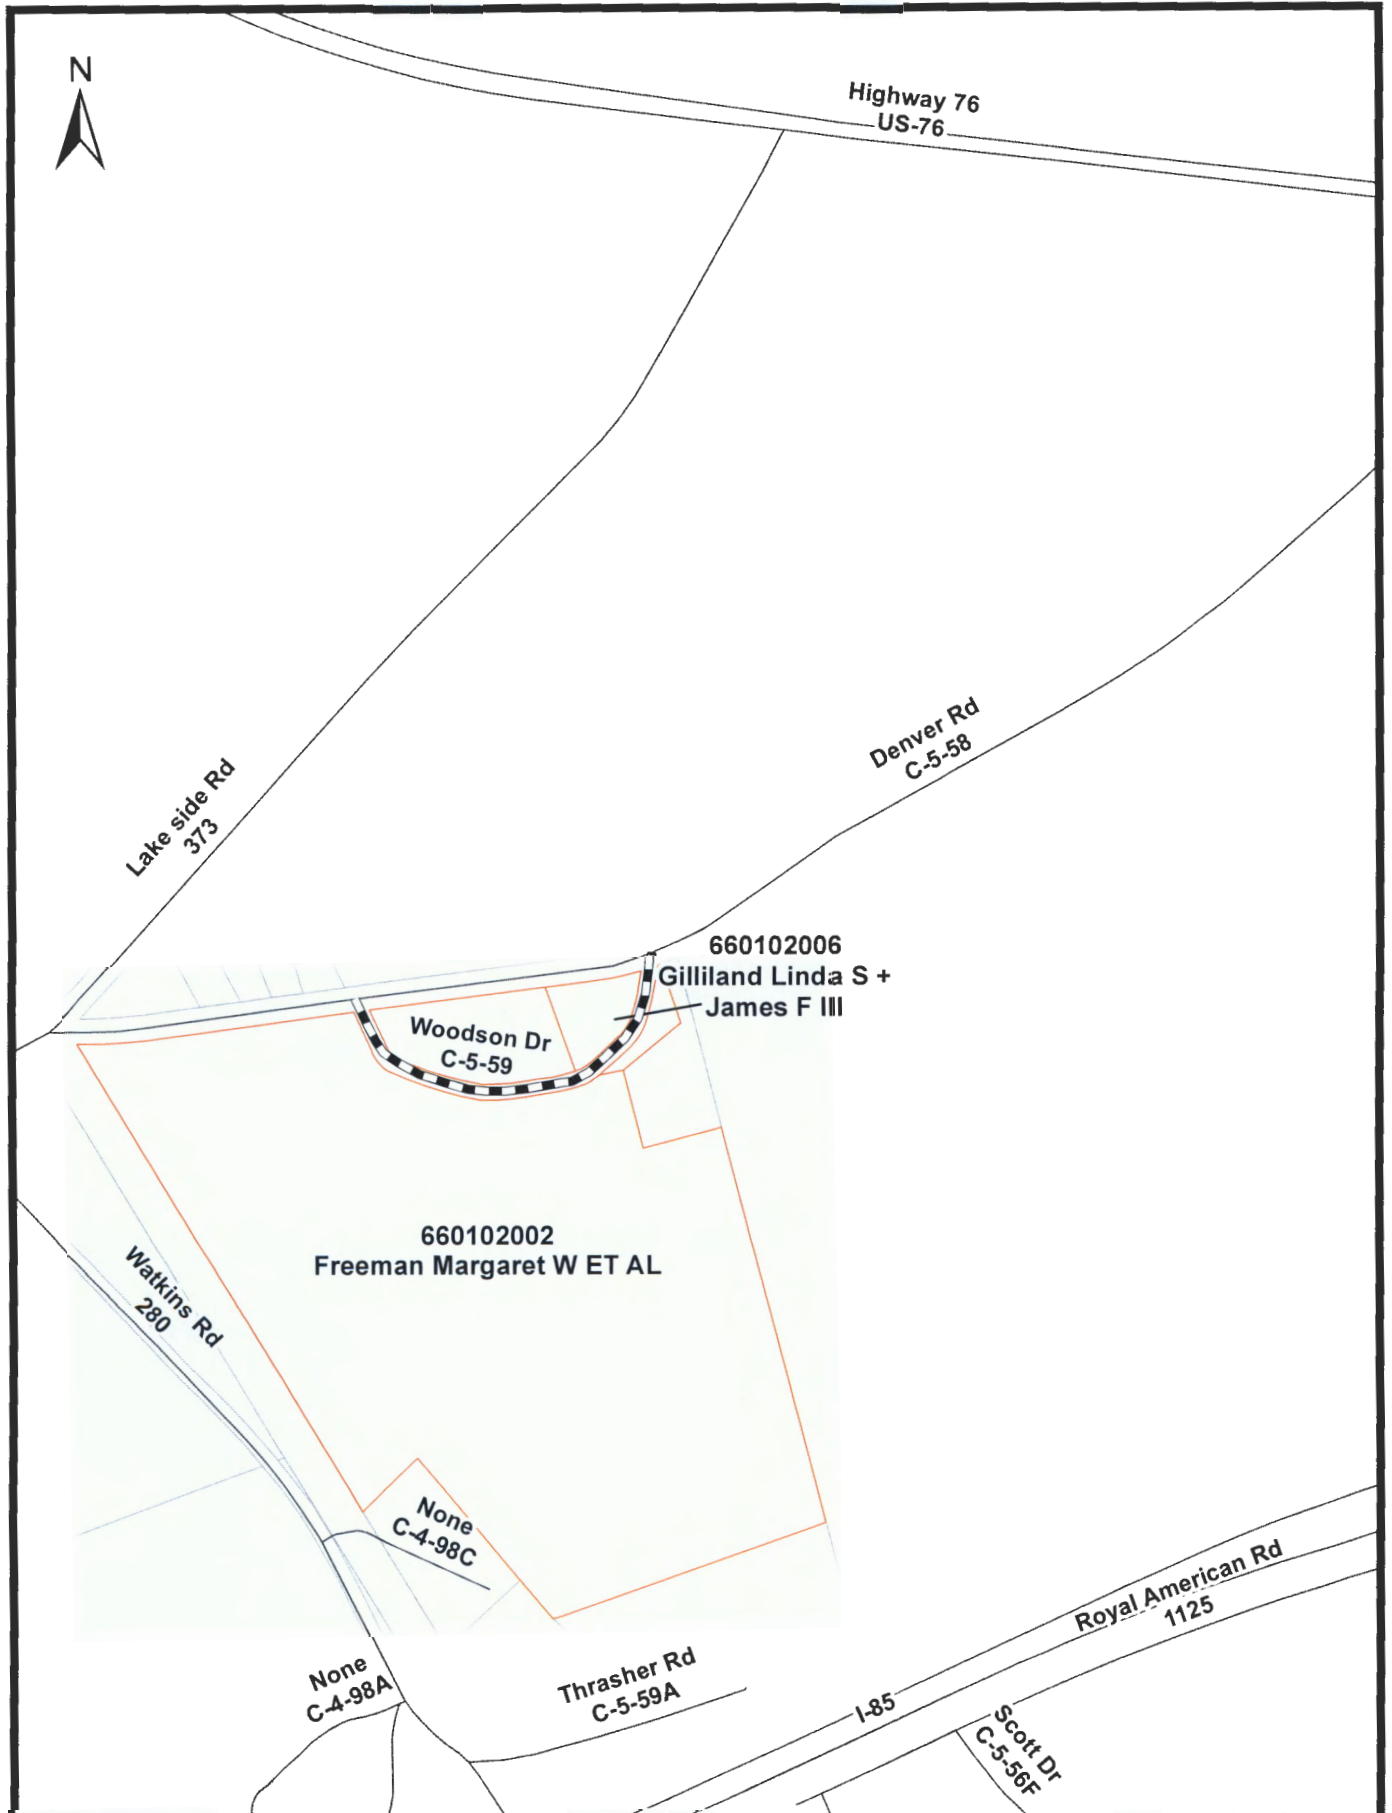 N
Highway 76
US-76
Denver Rd
C-5-58
Lake side Rd
373
660102006
Gilliland Linda S +
James F III
Woodson Dr
C-5-59
660102002
Freeman Margaret W ET AL
Watkins Rd
280
None
C-4-98C
Royal American Rd
1125
None
C-4-98A
Thrasher Rd
C-5-59A
I-85
Scott Dr
C-5-56F